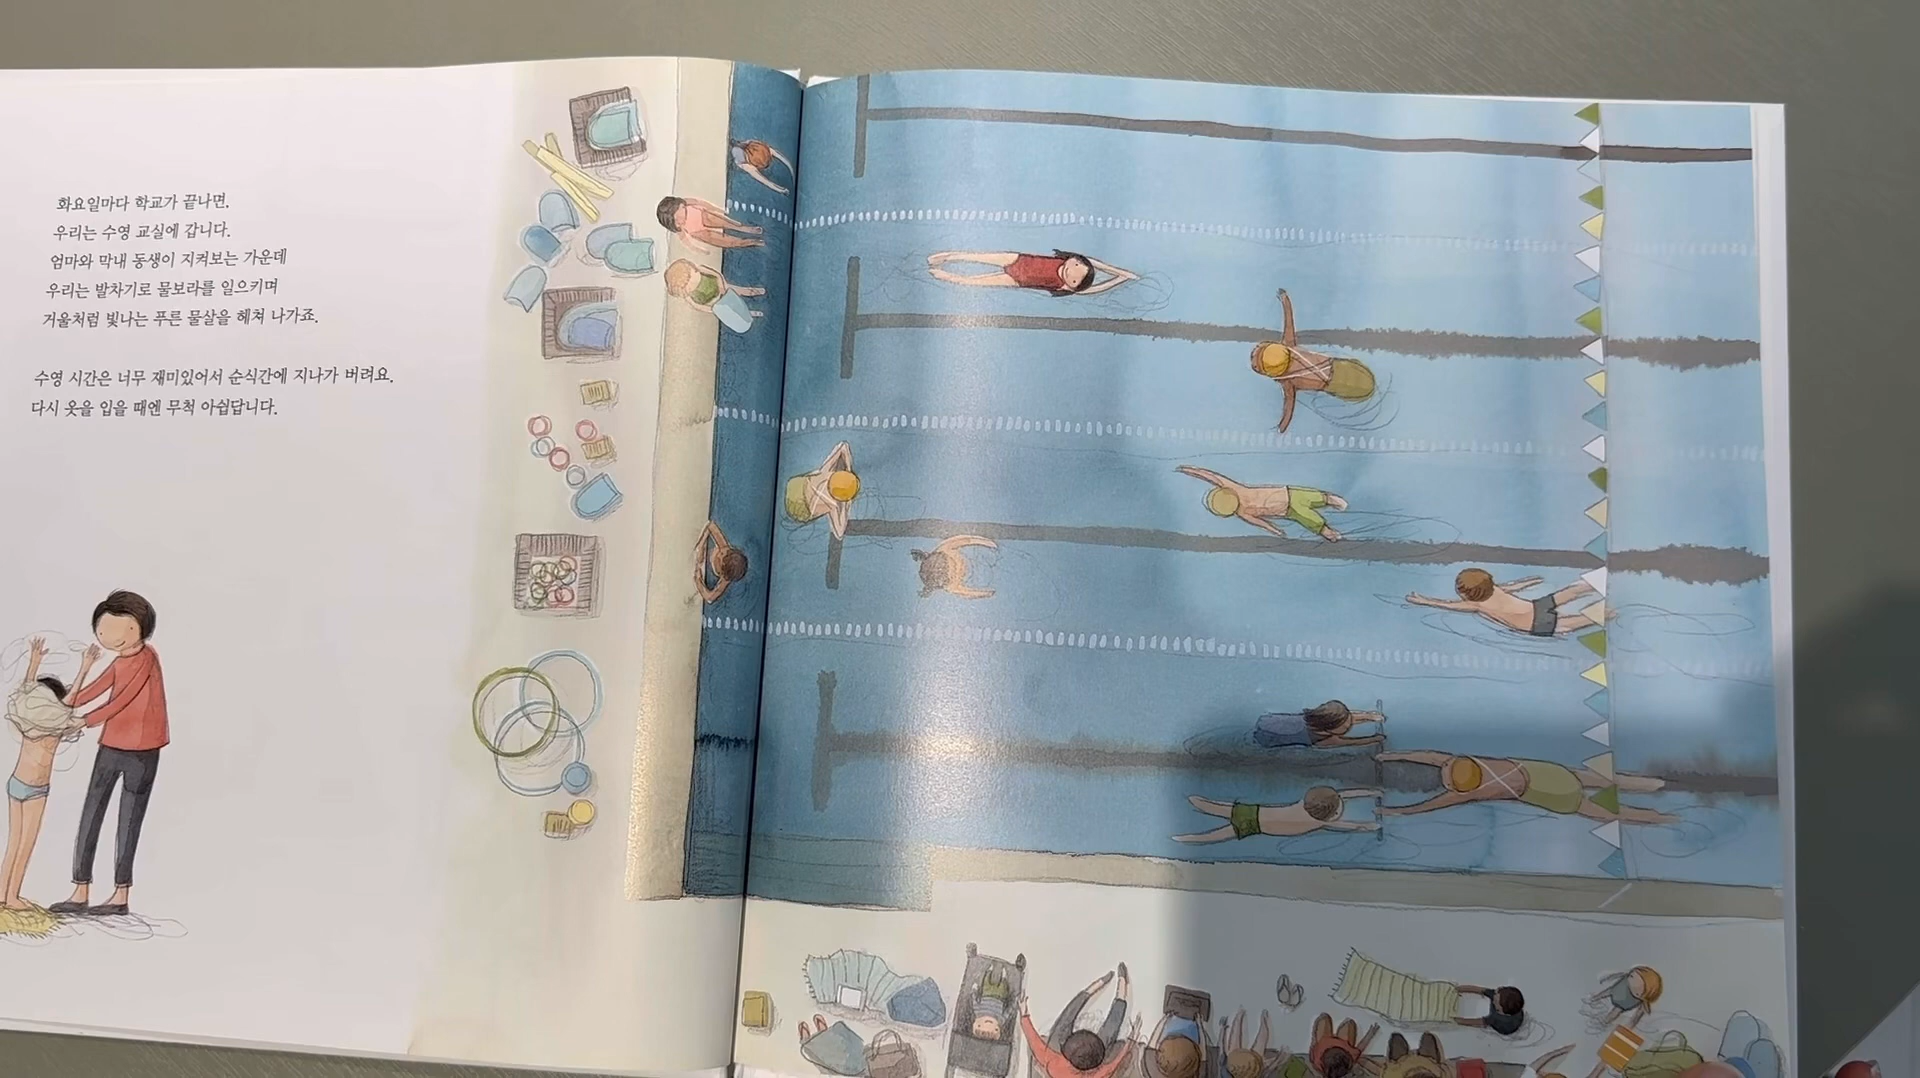 화요일마다 학교가 끝나면,
우리는 수영 교실에 갑니다.
엄마와 막내 동생이 지켜보는 가운데
우리는 발차기로 물보라를 일으키며
거울처럼 빛나는 푸른 물살을 헤쳐 나가죠.
수영 시간은 너무 재미있어서 순식간에 지나가 버려요.
다시 옷을 입을 때엔 무척 아쉽답니다.